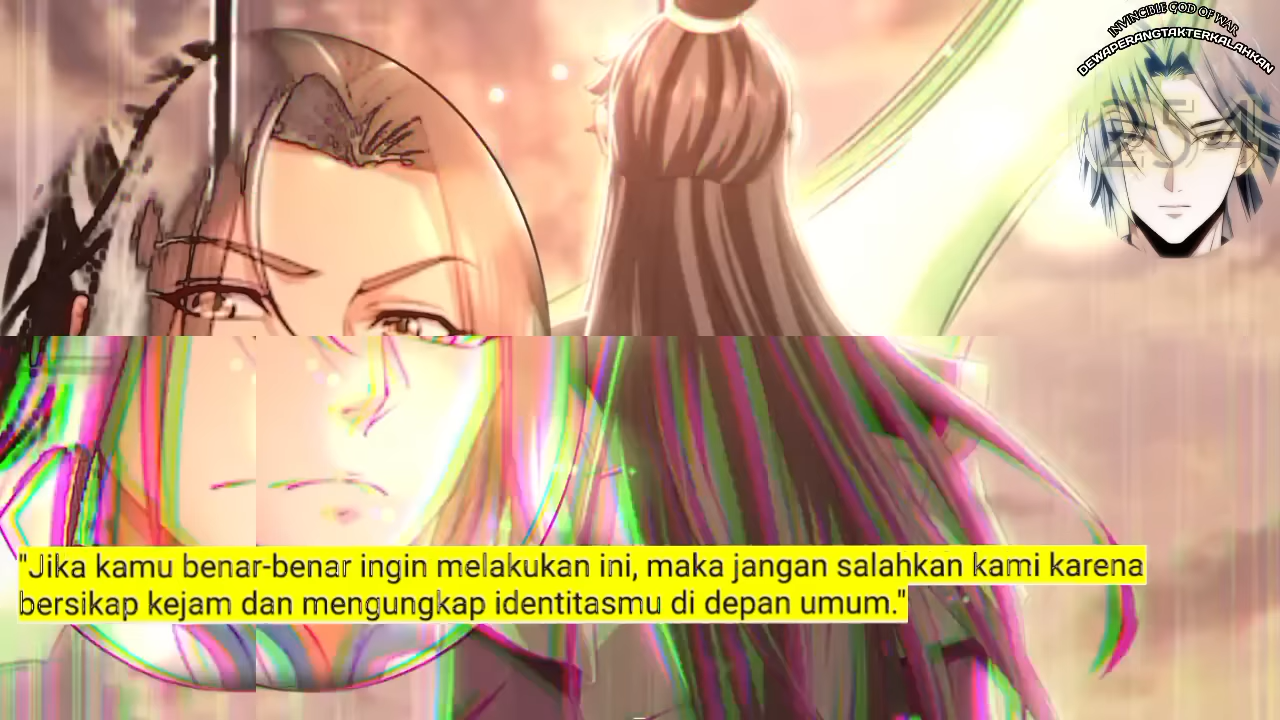 INVINCIBLE GOD OF WAR
DEWAPERANGTAKTERKALAHKAN
254
"Jika kamu benar-benar ingin melakukan ini, maka jangan salahkan kami karena
bersikap kejam dan mengungkap identitasmu di depan umum."